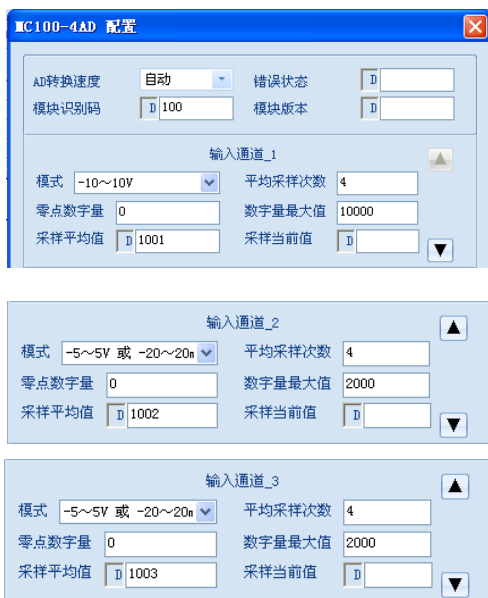 MC100-4AD 配置
AD转换速度 自动 错误状态 D
模块识别码 D 100 模块版本 D
输入通道_1
模式 -10～10V 平均采样次数 4
零点数字量 0 数字量最大值 10000
采样平均值 D 1001 采样当前值 D
输入通道_2
模式 -5～5V 或 -20～20m 平均采样次数 4
零点数字量 0 数字量最大值 2000
采样平均值 D 1002 采样当前值 D
输入通道_3
模式 -5～5V 或 -20～20m 平均采样次数 4
零点数字量 0 数字量最大值 2000
采样平均值 D 1003 采样当前值 D